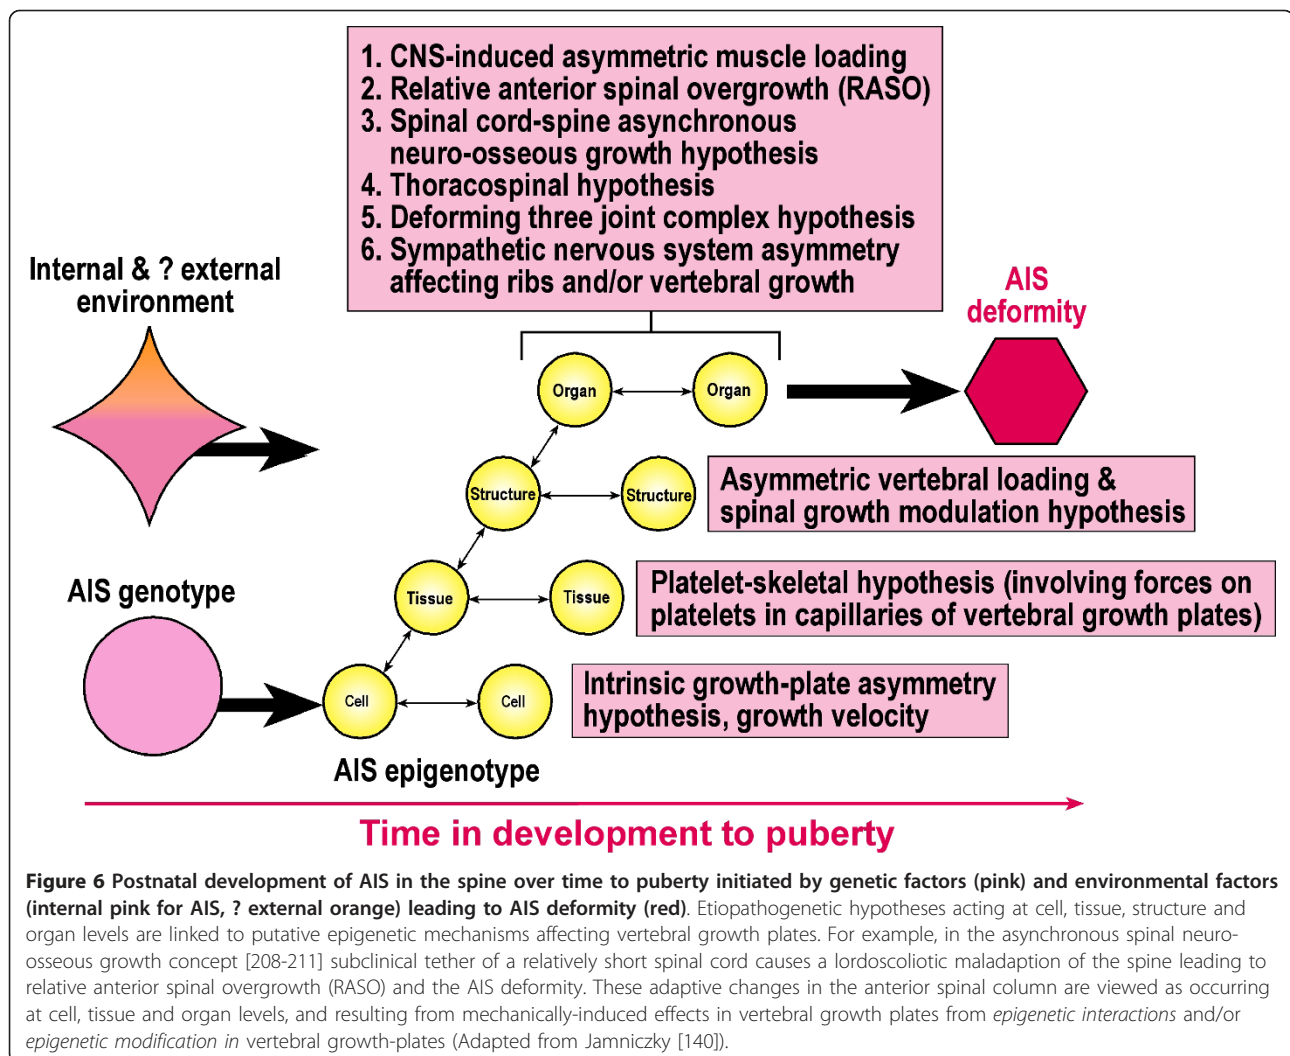 1. CNS-induced asymmetric muscle loading
2. Relative anterior spinal overgrowth (RASO)
3. Spinal cord-spine asynchronous
neuro-osseous growth hypothesis
4. Thoracospinal hypothesis
5. Deforming three joint complex hypothesis
6. Sympathetic nervous system asymmetry
affecting ribs and/or vertebral growth
Internal & ? external
environment
AIS
deformity
Organ
Organ
Structure
Structure
Asymmetric vertebral loading &
spinal growth modulation hypothesis
AIS genotype
Tissue
Tissue
Platelet-skeletal hypothesis (involving forces on
platelets in capillaries of vertebral growth plates)
Cell
Cell
Intrinsic growth-plate asymmetry
hypothesis, growth velocity
AIS epigenotype
Time in development to puberty
Figure 6 Postnatal development of AIS in the spine over time to puberty initiated by genetic factors (pink) and environmental factors
(internal pink for AIS, ? external orange) leading to AIS deformity (red). Etiopathogenetic hypotheses acting at cell, tissue, structure and
organ levels are linked to putative epigenetic mechanisms affecting vertebral growth plates. For example, in the asynchronous spinal neuro-
osseous growth concept [208-211] subclinical tether of a relatively short spinal cord causes a lordoscoliotic maladaption of the spine leading to
relative anterior spinal overgrowth (RASO) and the AIS deformity. These adaptive changes in the anterior spinal column are viewed as occurring
at cell, tissue and organ levels, and resulting from mechanically-induced effects in vertebral growth plates from epigenetic interactions and/or
epigenetic modification in vertebral growth-plates (Adapted from Jamniczky [140]).